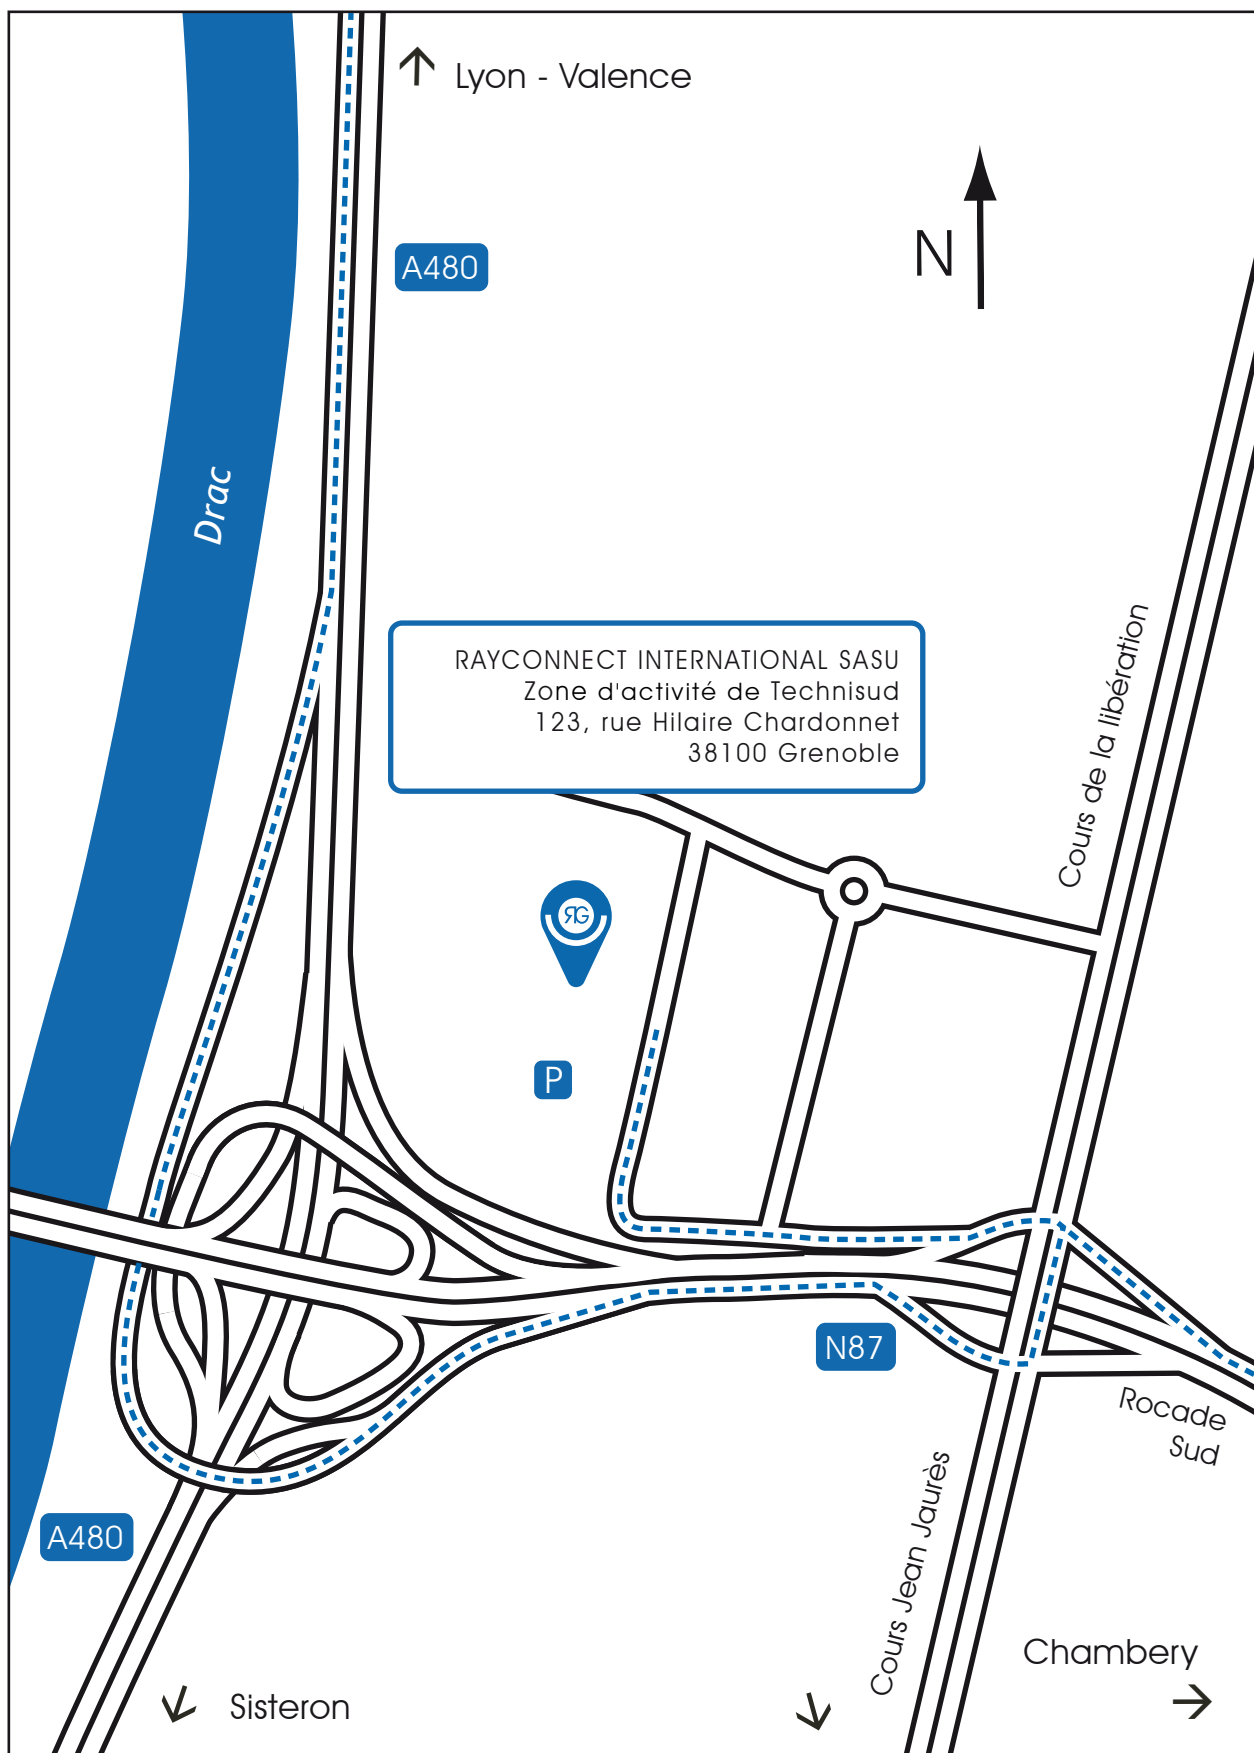 Lyon - Valence
N
A480
Drac
RAYCONNECT INTERNATIONAL SASU
Zone d'activité de Technisud
123, rue Hilaire Chardonnet
38100 Grenoble
Cours de la libération
RG
P
N87
Rocade
Sud
Cours Jean Jaurès
A480
Chambery
Sisteron